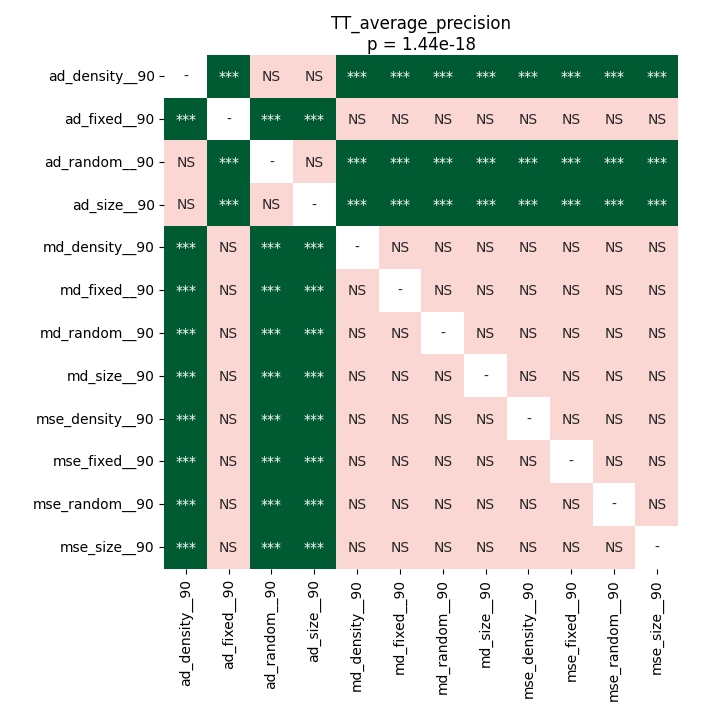 TT_average_precision
p = 1.44e-18
ad_density__90 - *** NS NS *** *** *** *** *** *** *** ***
ad_fixed__90 *** - *** *** NS NS NS NS NS NS NS NS
ad_random__90 NS *** - NS *** *** *** *** *** *** *** ***
ad_size__90 NS *** NS - *** *** *** *** *** *** *** ***
md_density__90 *** NS *** *** - NS NS NS NS NS NS NS
md_fixed__90 *** NS *** *** NS - NS NS NS NS NS NS
md_random__90 *** NS *** *** NS NS - NS NS NS NS NS
md_size__90 *** NS *** *** NS NS NS - NS NS NS NS
mse_density__90 *** NS *** *** NS NS NS NS - NS NS NS
mse_fixed__90 *** NS *** *** NS NS NS NS NS - NS NS
mse_random__90 *** NS *** *** NS NS NS NS NS NS - NS
mse_size__90 *** NS *** *** NS NS NS NS NS NS NS -
ad_density__90
ad_fixed__90
ad_random__90
ad_size__90
md_density__90
md_fixed__90
md_random__90
md_size__90
mse_density__90
mse_fixed__90
mse_random__90
mse_size__90